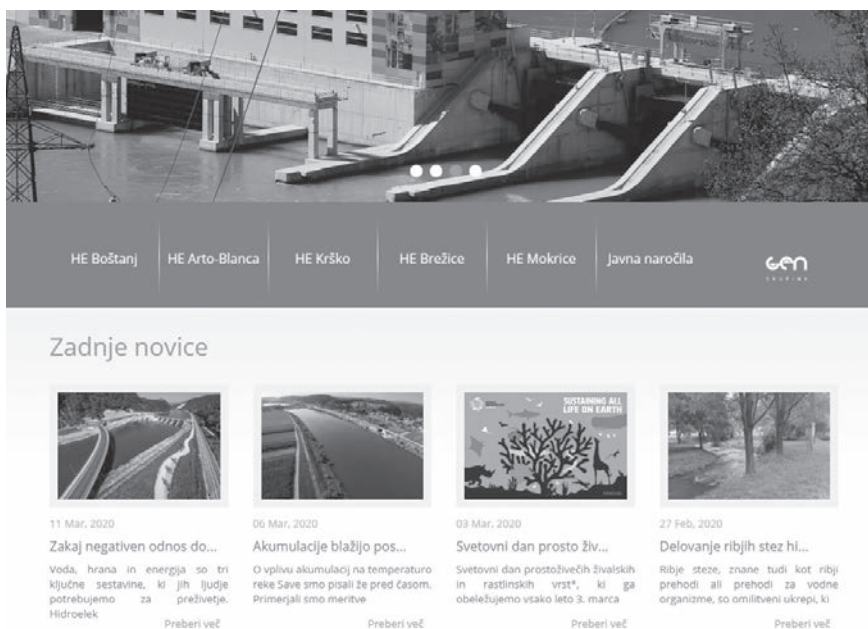 HE Boštanj
HE Arto-Blanca
HE Krško
HE Brežice
HE Mokrice
Javna naročila
gen
SKUPINA
Zadnje novice
SUSTAINING ALL
LIFE ON EARTH
11 Mar, 2020
Zakaj negativen odnos do...
Voda, hrana in energija so tri
ključne sestavine, ki jih ljudje
potrebujemo za preživetje.
Hidroelek
Preberi več
06 Mar, 2020
Akumulacije blažijo pos...
O vplivu akumulacij na temperaturo
reke Save smo pisali že pred časom.
Primerjali smo meritve
Preberi več
03 Mar, 2020
Svetovni dan prosto živ...
Svetovni dan prostoživečih živalskih
in rastlinskih vrst*, ki ga
obeležujemo vsako leto 3. marca
Preberi več
27 Feb, 2020
Delovanje ribjih stez hi...
Ribje steze, znane tudi kot ribji
prehodi ali prehodi za vodne
organizme, so omilitveni ukrepi, ki
Preberi več